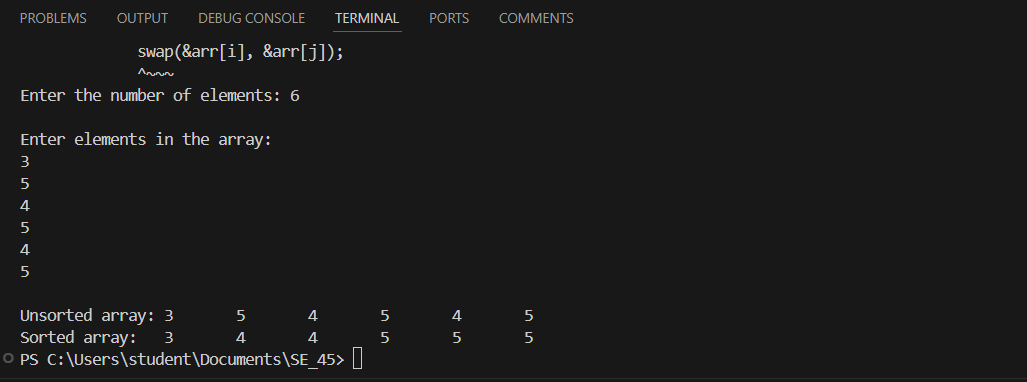 PROBLEMS OUTPUT DEBUG CONSOLE TERMINAL PORTS COMMENTS
swap(&arr[i], &arr[j]);
^~~~
Enter the number of elements: 6
Enter elements in the array:
3
5
4
5
4
5
Unsorted array: 3 5 4 5 4 5
Sorted array: 3 4 4 5 5 5
PS C:\Users\student\Documents\SE_45>